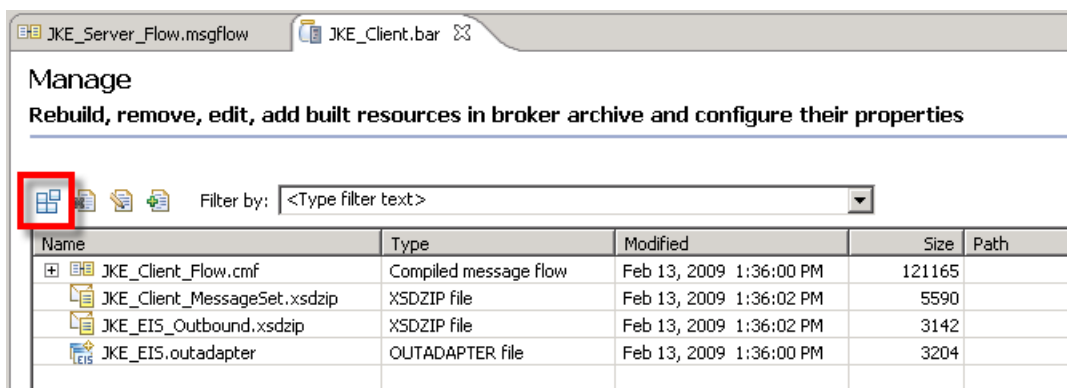 JKE_Server_Flow.msgflow JKE_Client.bar
Manage
Rebuild, remove, edit, add built resources in broker archive and configure their properties
Filter by: <Type filter text>
Name Type Modified Size Path
JKE_Client_Flow.cmf Compiled message flow Feb 13, 2009 1:36:00 PM 121165
JKE_Client_MessageSet.xsdzip XSDZIP file Feb 13, 2009 1:36:02 PM 5590
JKE_EIS_Outbound.xsdzip XSDZIP file Feb 13, 2009 1:36:02 PM 3142
EIS JKE_EIS.outadapter OUTADAPTER file Feb 13, 2009 1:36:00 PM 3204